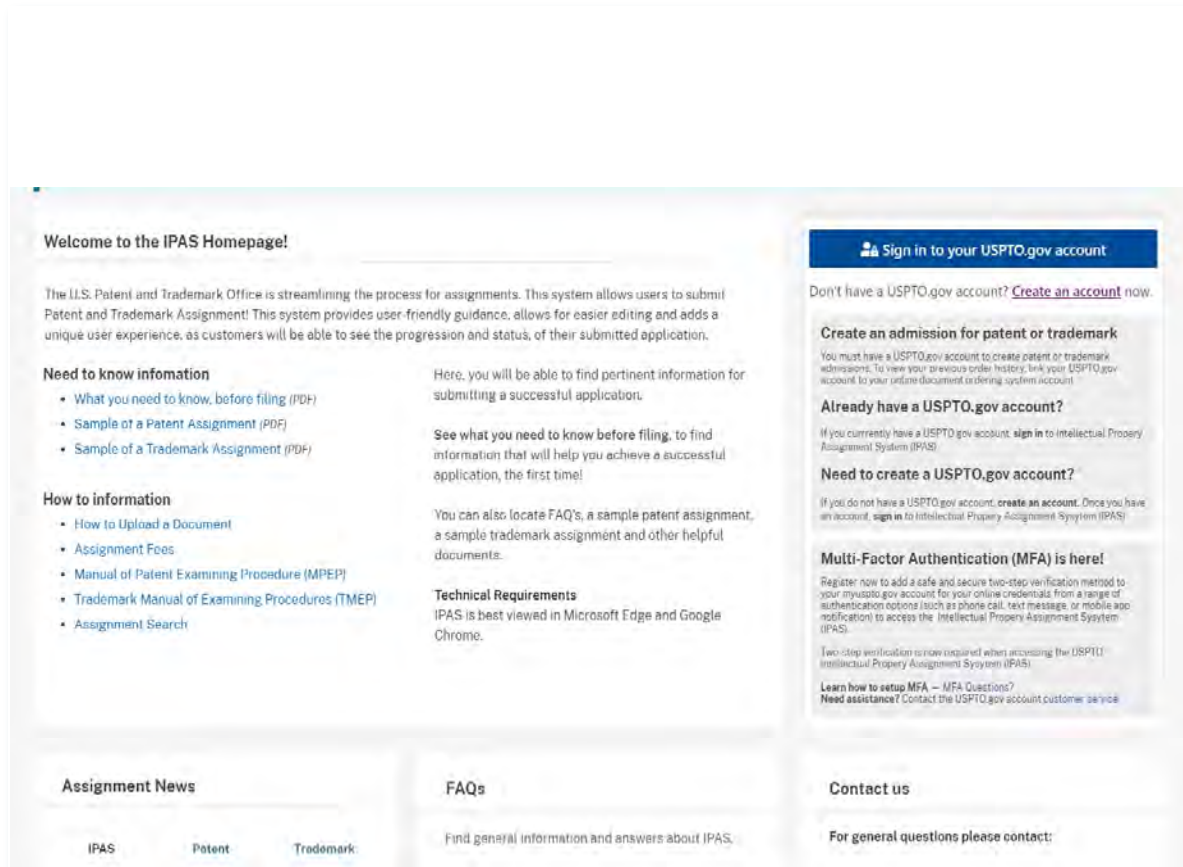 Welcome to the IPAS Homepage!
The U.S. Patent and Trademark Office is streamlining the process for assignments. This system allows users to submit
Patent and Trademark Assignment! This system provides user-friendly guidance, allows for easier editing and adds a
unique user experience, as customers will be able to see the progression and status, of their submitted application.
Need to know infomation
• What you need to know, before filing (PDF)
• Sample of a Patent Assignment (PDF)
• Sample of a Trademark Assignment (PDF)
How to information
• How to Upload a Document
• Assignment Fees
• Manual of Patent Examining Procedure (MPEP)
• Trademark Manual of Examining Procedures (TMEP)
• Assignment Search
Here, you will be able to find pertinent information for
submitting a successful application.
See what you need to know before filing, to find
information that will help you achieve a successful
application, the first time!
You can also locate FAQ's, a sample patent assignment,
a sample trademark assignment and other helpful
documents.
Technical Requirements
IPAS is best viewed in Microsoft Edge and Google
Chrome.
Sign in to your USPTO.gov account
Don't have a USPTO.gov account? Create an account now.
Create an admission for patent or trademark
You must have a USPTO.gov account to create patent or trademark
admissions. To view your previous order history, link your USPTO.gov
account to your online document ordering system account
Already have a USPTO.gov account?
If you currrently have a USPTO.gov account, sign in to Intellectual Propery
Assignment System (IPAS)
Need to create a USPTO.gov account?
If you do not have a USPTO.gov account, create an account. Once you have
an account, sign in to Intellectual Propery Assignment Sysytem (IPAS)
Multi-Factor Authentication (MFA) is here!
Register now to add a safe and secure two-step verification method to
your myuspto.gov account for your online credentials from a range of
authentication options (such as phone call, text message, or mobile app
notification) to access the Intellectual Propery Assignment Sysytem
(IPAS).
Two-step verification is now required when accessing the USPTO
Intellectual Propery Assignment Sysytem (IPAS)
Learn how to setup MFA — MFA Questions?
Need assistance? Contact the USPTO.gov account customer service
Assignment News
IPAS Patent Trademark
FAQs
Find general information and answers about IPAS.
Contact us
For general questions please contact: